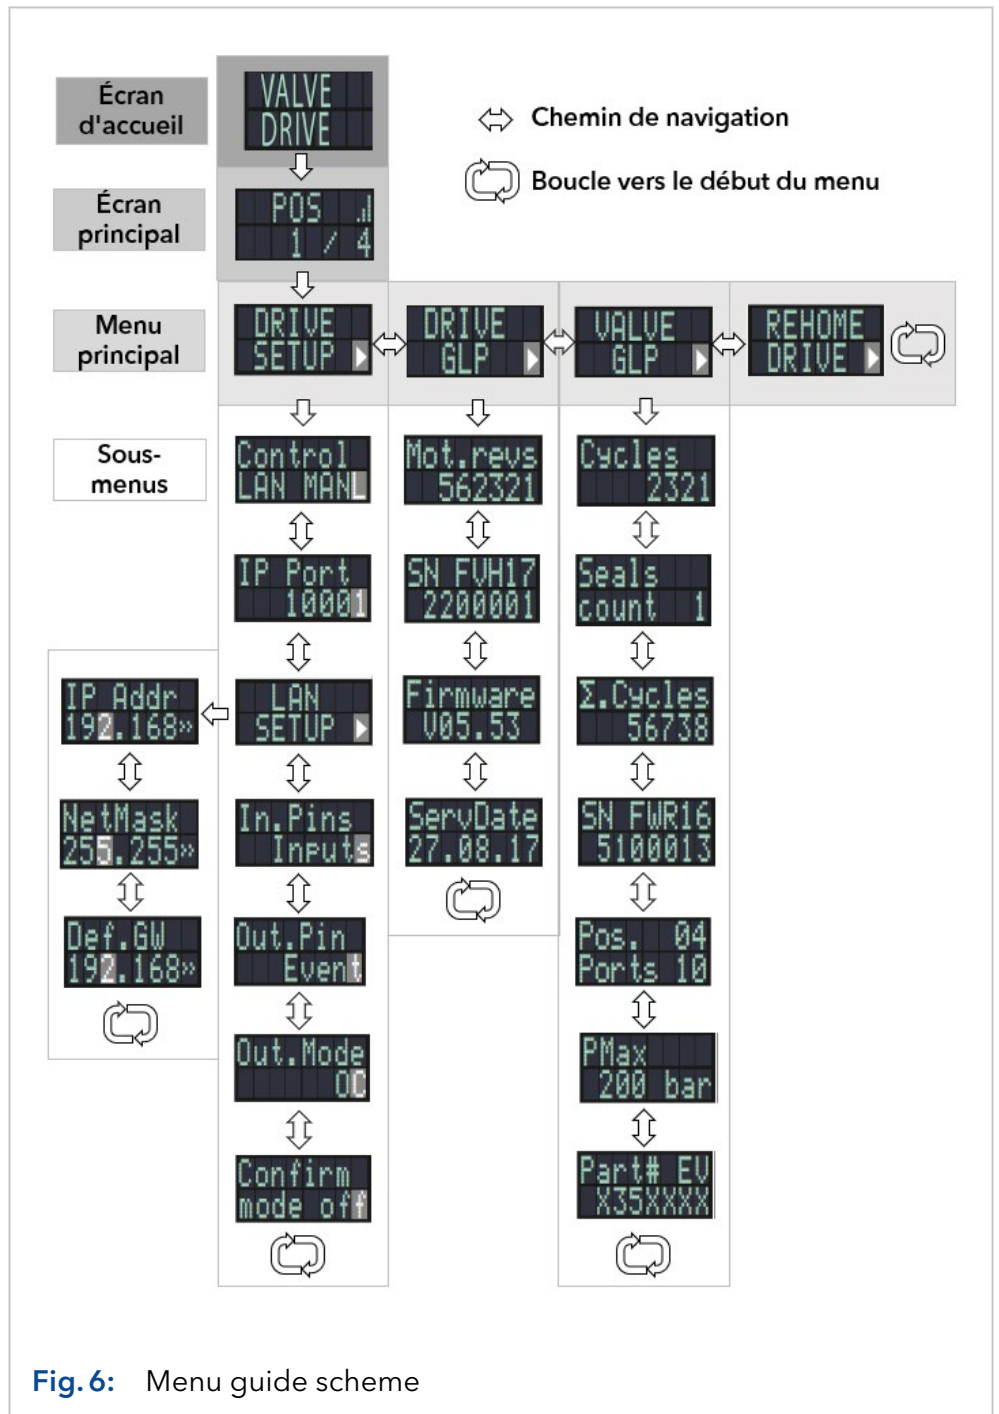 Écran
d'accueil
VALVE
DRIVE
Chemin de navigation
Boucle vers le début du menu
Écran
principal
POS
1 / 4
Menu
principal
DRIVE
SETUP
DRIVE
GLP
VALVE
GLP
REHOME
DRIVE
Sous-
menus
Control
LAN MANL
IP Port
10001
LAN
SETUP
In.Pins
Inputs
Out.Pin
Event
Out.Mode
OC
Confirm
mode off
IP Addr
192.168»
NetMask
255.255»
Def.GW
192.168»
Mot.revs
562321
SN FVH17
2200001
Firmware
V05.53
ServDate
27.08.17
Cycles
2321
Seals
count 1
Σ.Cycles
56738
SN FWR16
5100013
Pos. 04
Ports 10
PMax
200 bar
Part# EV
X35XXXX
Fig. 6: Menu guide scheme